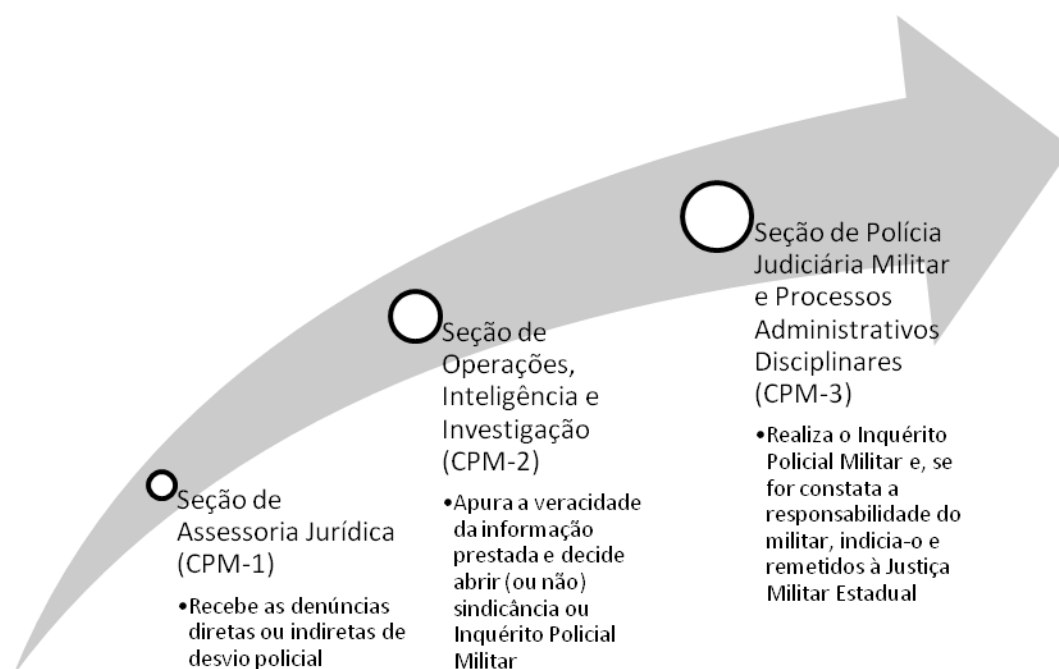 Seção de
Assessoria Jurídica
(CPM-1)
•Recebe as denúncias
diretas ou indiretas de
desvio policial
Seção de
Operações,
Inteligência e
Investigação
(CPM-2)
•Apura a veracidade
da informação
prestada e decide
abrir (ou não)
sindicância ou
Inquérito Policial
Militar
Seção de Polícia
Judiciária Militar
e Processos
Administrativos
Disciplinares
(CPM-3)
•Realiza o Inquérito
Policial Militar e, se
for constata a
responsabilidade do
militar, indicia-o e
remetidos à Justiça
Militar Estadual